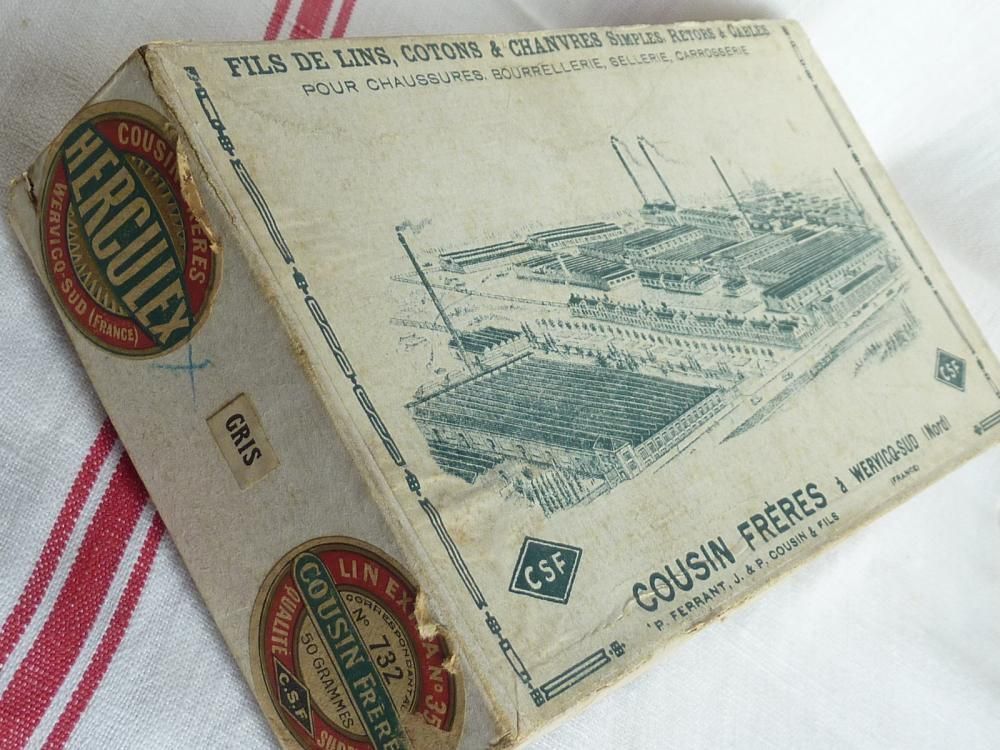 FILS DE LINS, COTONS & CHANVRES SIMPLES, RETORS & CABLÉS
POUR CHAUSSURES, BOURRELLERIE, SELLERIE, CARROSSERIE
CSF
CSF
COUSIN FRÈRES à WERVICQ-SUD (Nord)
(FRANCE)
P. FERRANT, J. & P. COUSIN & FILS
COUSIN FRÈRES
HERCULEX
WERVICQ-SUD (FRANCE)
GRIS
LIN EXTRA No 35
CORRESPONDANT AU
No 732
COUSIN FRÈRES
50 GRAMMES
QUALITÉ
C.S.F